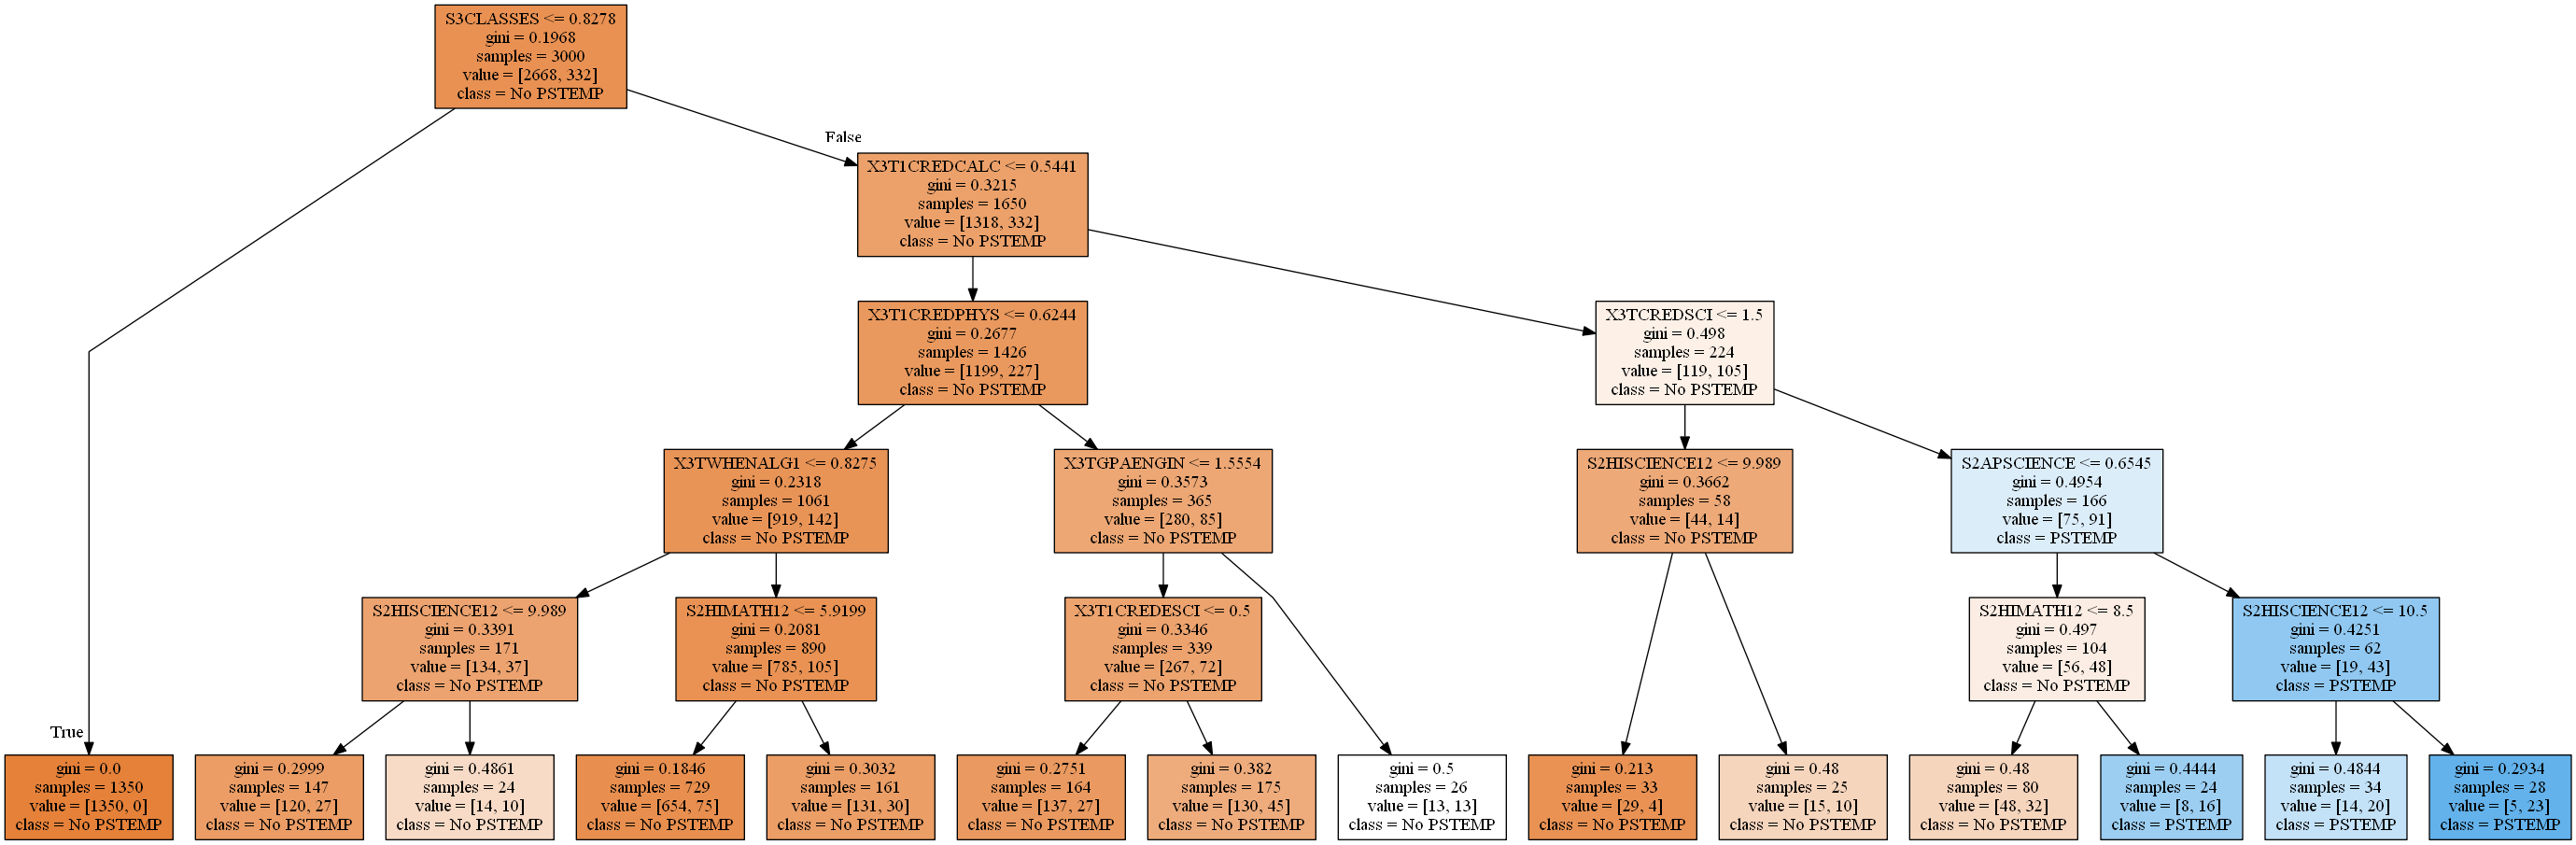 S3CLASSES <= 0.8278
gini = 0.1968
samples = 3000
value = [2668, 332]
class = No PSTEMP
False
X3T1CREDCALC <= 0.5441
gini = 0.3215
samples = 1650
value = [1318, 332]
class = No PSTEMP
X3T1CREDPHYS <= 0.6244
gini = 0.2677
samples = 1426
value = [1199, 227]
class = No PSTEMP
X3TCREDSCI <= 1.5
gini = 0.498
samples = 224
value = [119, 105]
class = No PSTEMP
X3TWHENALG1 <= 0.8275
gini = 0.2318
samples = 1061
value = [919, 142]
class = No PSTEMP
X3TGPAENGIN <= 1.5554
gini = 0.3573
samples = 365
value = [280, 85]
class = No PSTEMP
S2HISCIENCE12 <= 9.989
gini = 0.3662
samples = 58
value = [44, 14]
class = No PSTEMP
S2APSCIENCE <= 0.6545
gini = 0.4954
samples = 166
value = [75, 91]
class = PSTEMP
S2HISCIENCE12 <= 9.989
gini = 0.3391
samples = 171
value = [134, 37]
class = No PSTEMP
S2HIMATH12 <= 5.9199
gini = 0.2081
samples = 890
value = [785, 105]
class = No PSTEMP
X3T1CREDESCI <= 0.5
gini = 0.3346
samples = 339
value = [267, 72]
class = No PSTEMP
S2HIMATH12 <= 8.5
gini = 0.497
samples = 104
value = [56, 48]
class = No PSTEMP
S2HISCIENCE12 <= 10.5
gini = 0.4251
samples = 62
value = [19, 43]
class = PSTEMP
True
gini = 0.0
samples = 1350
value = [1350, 0]
class = No PSTEMP
gini = 0.2999
samples = 147
value = [120, 27]
class = No PSTEMP
gini = 0.4861
samples = 24
value = [14, 10]
class = No PSTEMP
gini = 0.1846
samples = 729
value = [654, 75]
class = No PSTEMP
gini = 0.3032
samples = 161
value = [131, 30]
class = No PSTEMP
gini = 0.2751
samples = 164
value = [137, 27]
class = No PSTEMP
gini = 0.382
samples = 175
value = [130, 45]
class = No PSTEMP
gini = 0.5
samples = 26
value = [13, 13]
class = No PSTEMP
gini = 0.213
samples = 33
value = [29, 4]
class = No PSTEMP
gini = 0.48
samples = 25
value = [15, 10]
class = No PSTEMP
gini = 0.48
samples = 80
value = [48, 32]
class = No PSTEMP
gini = 0.4444
samples = 24
value = [8, 16]
class = PSTEMP
gini = 0.4844
samples = 34
value = [14, 20]
class = PSTEMP
gini = 0.2934
samples = 28
value = [5, 23]
class = PSTEMP